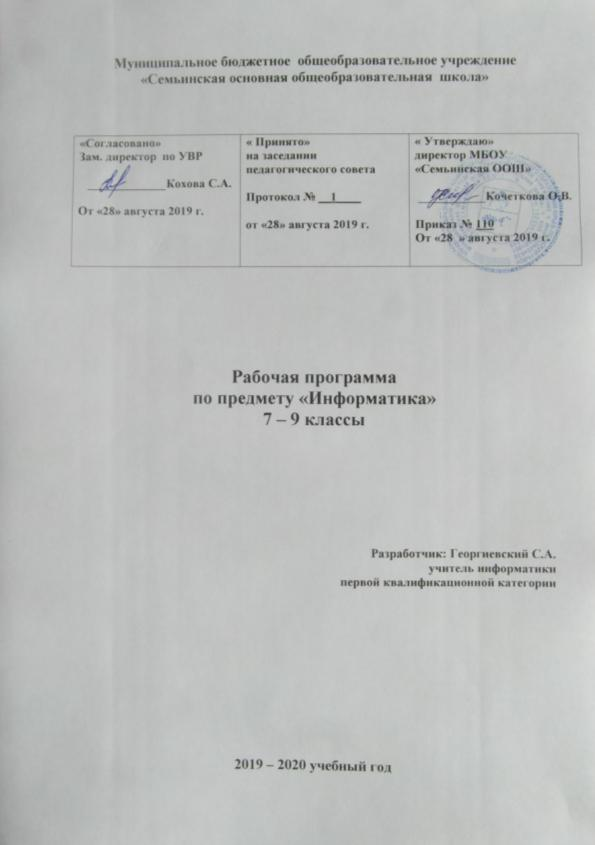 Муниципальное бюджетное общеобразовательное учреждение
«Семьинская основная общеобразовательная школа»
«Согласовано»
Зам. директор по УВР
Кохова С.А.
От «28» августа 2019 г.
« Принято»
на заседании
педагогического совета
Протокол № 1
от «28» августа 2019 г.
« Утверждаю»
директор МБОУ
«Семьинская ООШ»
Кочеткова О.В.
Приказ № 110
От «28 » августа 2019 г.
Рабочая программа
по предмету «Информатика»
7 – 9 классы
Разработчик: Георгиевский С.А.
учитель информатики
первой квалификационной категории
2019 – 2020 учебный год